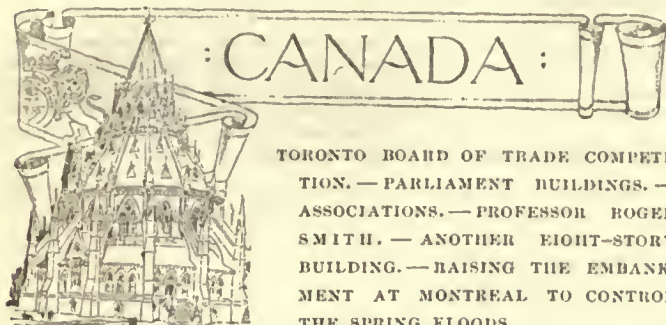 : CANADA :
TORONTO BOARD OF TRADE COMPETI
TION. — PARLIAMENT BUILDINGS. —
ASSOCIATIONS. — PROFESSOR ROGER
SMITH. — ANOTHER EIGHT-STORY
BUILDING. — RAISING THE EMBANK
MENT AT MONTREAL TO CONTROL
THE SPRING FLOODS